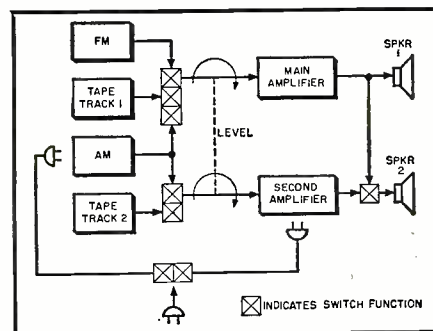 FM
SPKR
1
TAPE
TRACK 1
MAIN
AMPLIFIER
AM
LEVEL
SPKR
2
TAPE
TRACK 2
SECOND
AMPLIFIER
INDICATES SWITCH FUNCTION